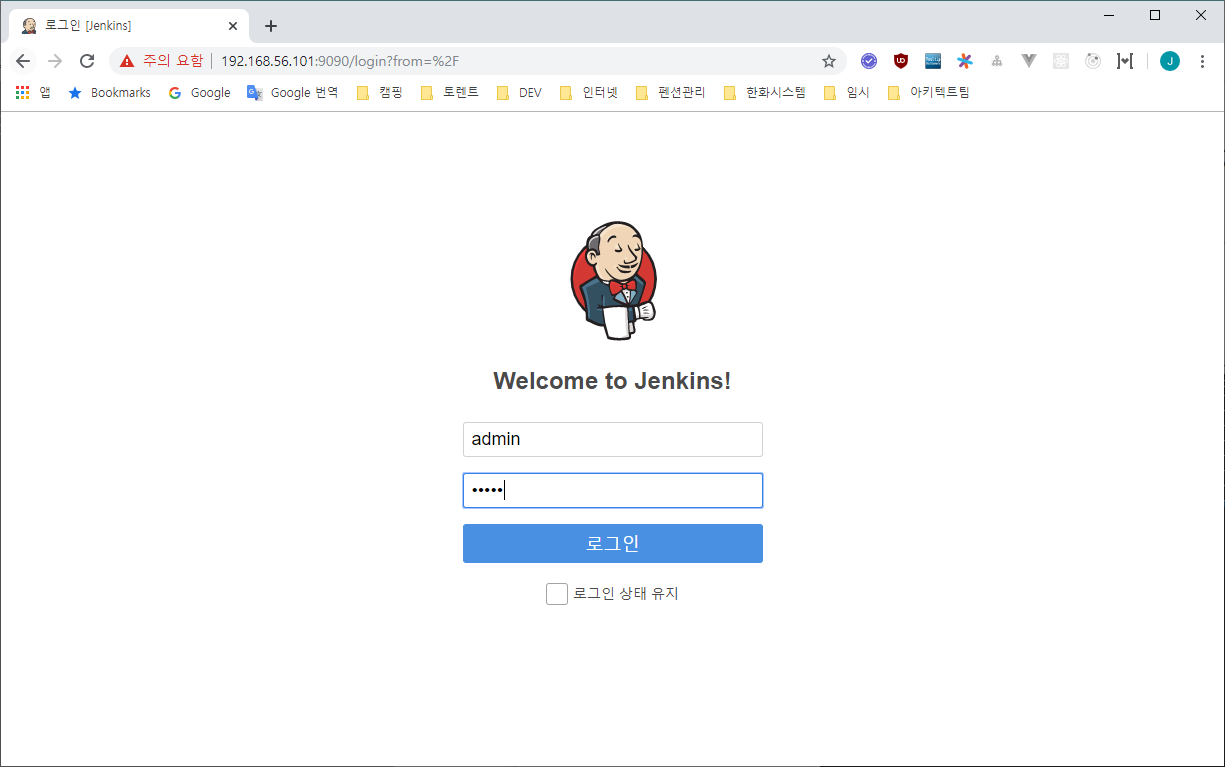 로그인 [Jenkins]
주의 요함 192.168.56.101:9090/login?from=%2F
J
앱 Bookmarks Google Google 번역 캠핑 토렌트 DEV 인터넷 펜션관리 한화시스템 임시 아키텍트팀
Welcome to Jenkins!
admin
•••••
로그인
로그인 상태 유지